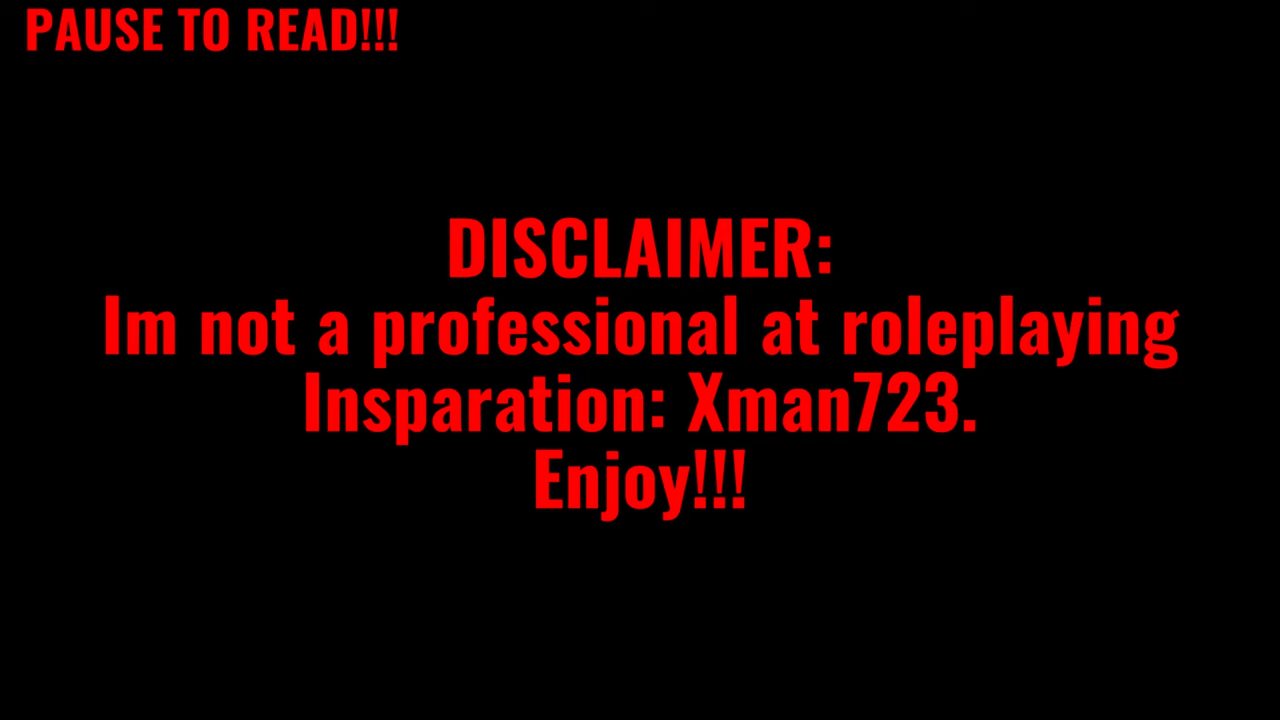 PAUSE TO READ!!!
DISCLAIMER:
Im not a professional at roleplaying
Insparation: Xman723.
Enjoy!!!